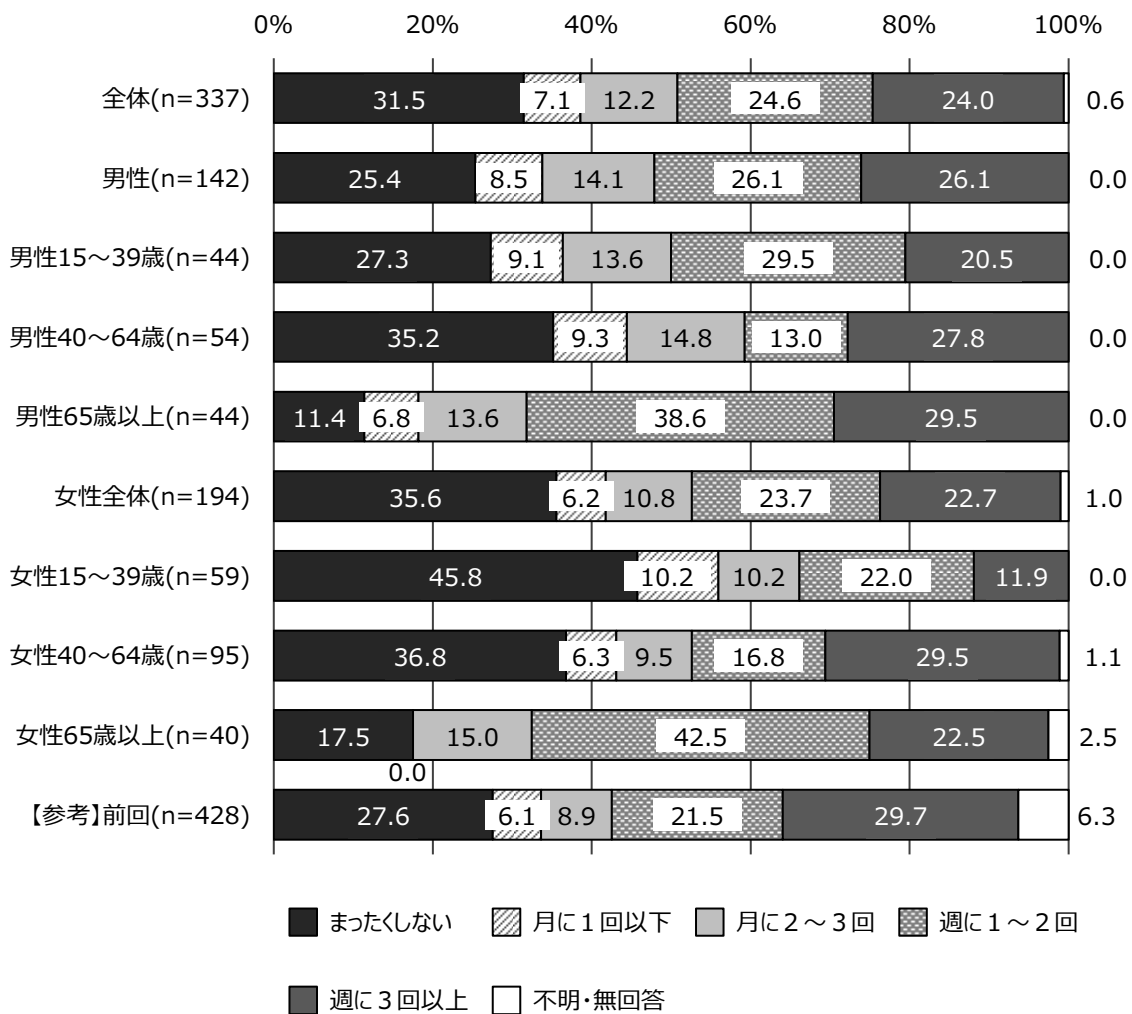 0% 20% 40% 60% 80% 100%
全体(n=337) 31.5 7.1 12.2 24.6 24.0 0.6
男性(n=142) 25.4 8.5 14.1 26.1 26.1 0.0
男性15～39歳(n=44) 27.3 9.1 13.6 29.5 20.5 0.0
男性40～64歳(n=54) 35.2 9.3 14.8 13.0 27.8 0.0
男性65歳以上(n=44) 11.4 6.8 13.6 38.6 29.5 0.0
女性全体(n=194) 35.6 6.2 10.8 23.7 22.7 1.0
女性15～39歳(n=59) 45.8 10.2 10.2 22.0 11.9 0.0
女性40～64歳(n=95) 36.8 6.3 9.5 16.8 29.5 1.1
女性65歳以上(n=40) 17.5 15.0 42.5 22.5 2.5
0.0
【参考】前回(n=428) 27.6 6.1 8.9 21.5 29.7 6.3
まったくしない 月に１回以下 月に２～３回 週に１～２回
週に３回以上 不明・無回答